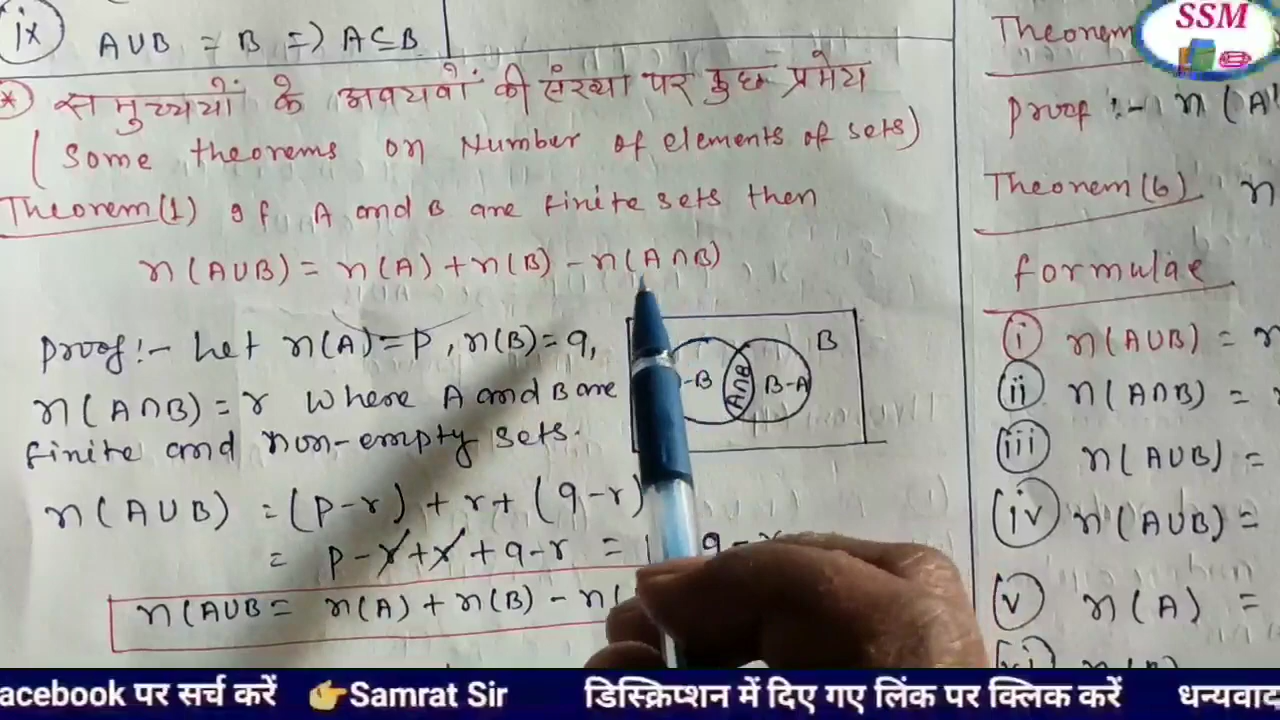 ix A∪B = B ⇒ A⊆B
* समुच्चयों के अवयवों की संख्या पर कुछ प्रमेय
(Some theorems on Number of elements of sets)
Theorem(1) If A and B are finite sets then
n(A∪B) = n(A) + n(B) - n(A∩B)
Proof:- Let n(A)=p, n(B)=q,
n(A∩B) = r where A and B are
finite and non-empty sets.
B
-B A∩B B-A
n(A∪B) = (p-r) + r + (q-r)
= p-r+r+q-r =
q-r
n(A∪B = n(A) + n(B) - n(
SSM
Theorem
Proof:- n(A
Theorem(6) n
formulae
i n(A∪B) =
ii n(A∩B) =
iii n(A∪B) =
iv n(A∪B) =
v n(A) =
acebook पर सर्च करें 👉Samrat Sir डिस्क्रिप्शन में दिए गए लिंक पर क्लिक करें धन्यवाद